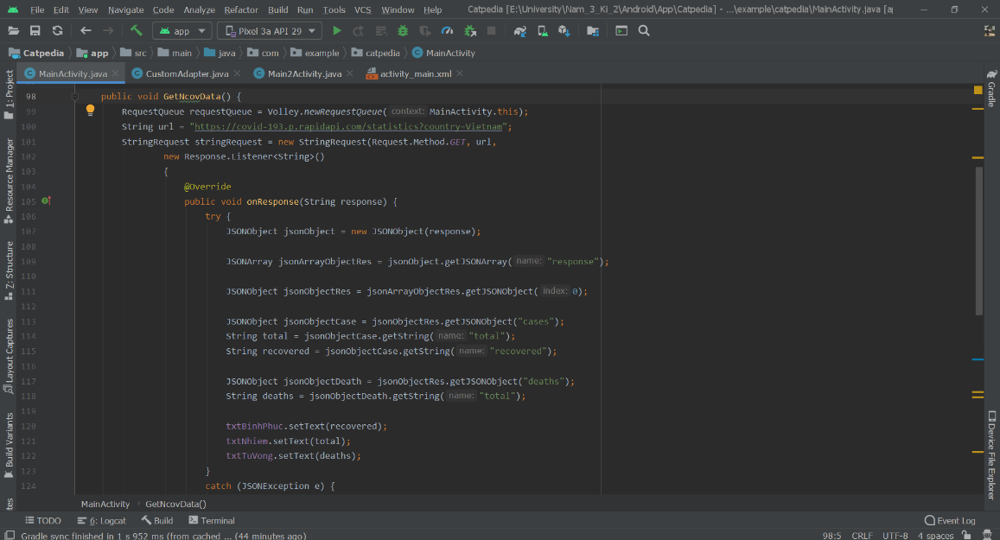 File Edit View Navigate Code Analyze Refactor Build Run Tools VCS Window Help Catpedia [E:\University\Nam_3_Ki_2\Android\App\Catpedia] - ...\example\catpedia\MainActivity.java [ap
app Pixel 3a API 29
Catpedia app src main java com example catpedia MainActivity
MainActivity.java CustomAdapter.java Main2Activity.java activity_main.xml
1: Project
Resource Manager
Z: Structure
Layout Captures
Build Variants
tes
98 public void GetNcovData() {
99 RequestQueue requestQueue = Volley.newRequestQueue( context: MainActivity.this);
100 String url = "https://covid-193.p.rapidapi.com/statistics?country=Vietnam";
101 StringRequest stringRequest = new StringRequest(Request.Method.GET, url,
102 new Response.Listener<String>()
103 {
104 @Override
105 public void onResponse(String response) {
106 try {
107 JSONObject jsonObject = new JSONObject(response);
108
109 JSONArray jsonArrayObjectRes = jsonObject.getJSONArray( name: "response");
110
111 JSONObject jsonObjectRes = jsonArrayObjectRes.getJSONObject( index: 0);
112
113 JSONObject jsonObjectCase = jsonObjectRes.getJSONObject("cases");
114 String total = jsonObjectCase.getString( name: "total");
115 String recovered = jsonObjectCase.getString( name: "recovered");
116
117 JSONObject jsonObjectDeath = jsonObjectRes.getJSONObject("deaths");
118 String deaths = jsonObjectDeath.getString( name: "total");
119
120 txtBinhPhuc.setText(recovered);
121 txtNhiem.setText(total);
122 txtTuVong.setText(deaths);
123 }
124 catch (JSONException e) {
Gradle
Device File Explorer
MainActivity GetNcovData()
TODO 6: Logcat Build Terminal Event Log
Gradle sync finished in 1 s 952 ms (from cached ... (44 minutes ago) 98:5 CRLF UTF-8 4 spaces